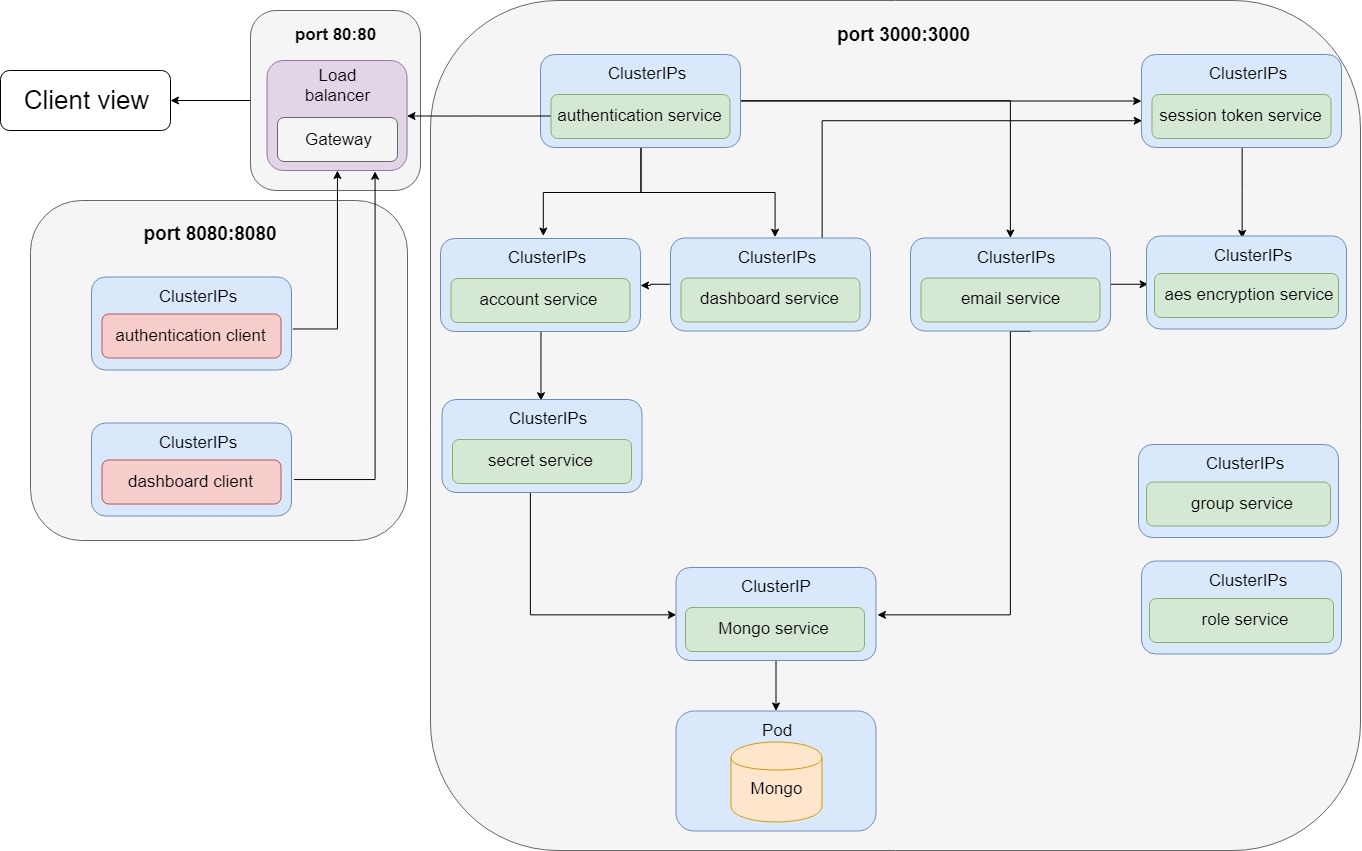 port 80:80
Load
balancer
Gateway
Client view
port 8080:8080
ClusterIPs
authentication client
ClusterIPs
dashboard client
port 3000:3000
ClusterIPs
authentication service
ClusterIPs
session token service
ClusterIPs
account service
ClusterIPs
dashboard service
ClusterIPs
email service
ClusterIPs
aes encryption service
ClusterIPs
secret service
ClusterIPs
group service
ClusterIPs
role service
ClusterIP
Mongo service
Pod
Mongo